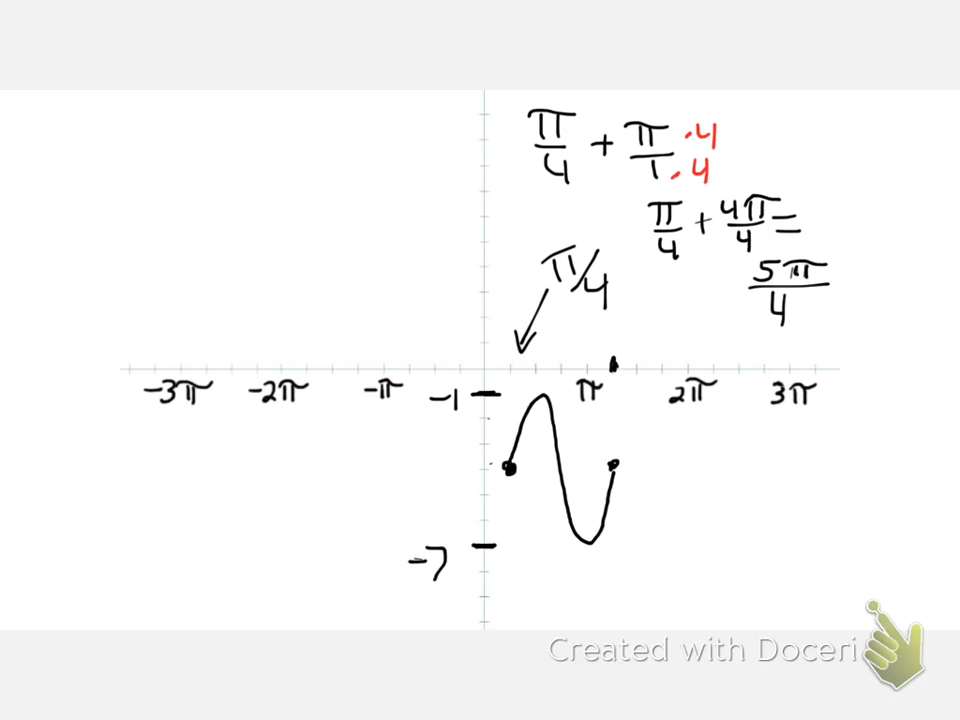 π/4 + π/1 ·4 ·4
π/4 + 4π/4 =
5π/4
π/4
-3π -2π -π -1 π 2π 3π
-7
Created with Doceri